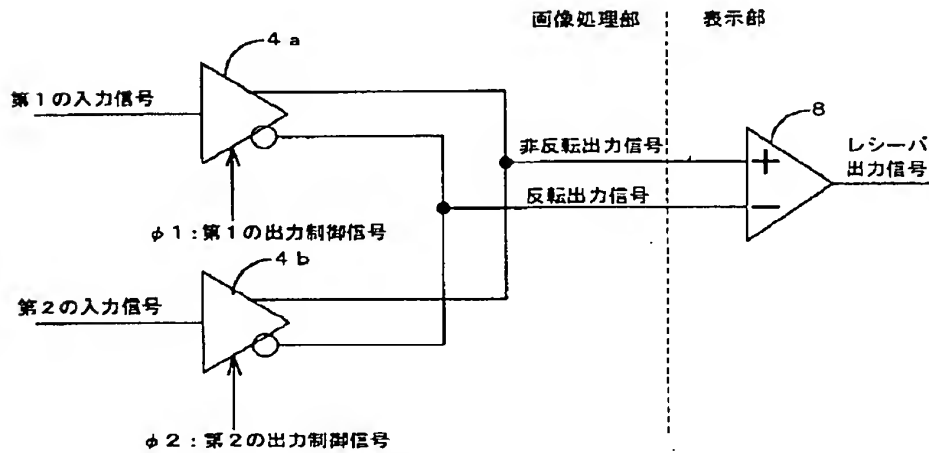 画像処理部
表示部
4a
第1の入力信号
8
非反転出力信号
+
レシーバ
出力信号
反転出力信号
−
φ1:第1の出力制御信号
4b
第2の入力信号
φ2:第2の出力制御信号